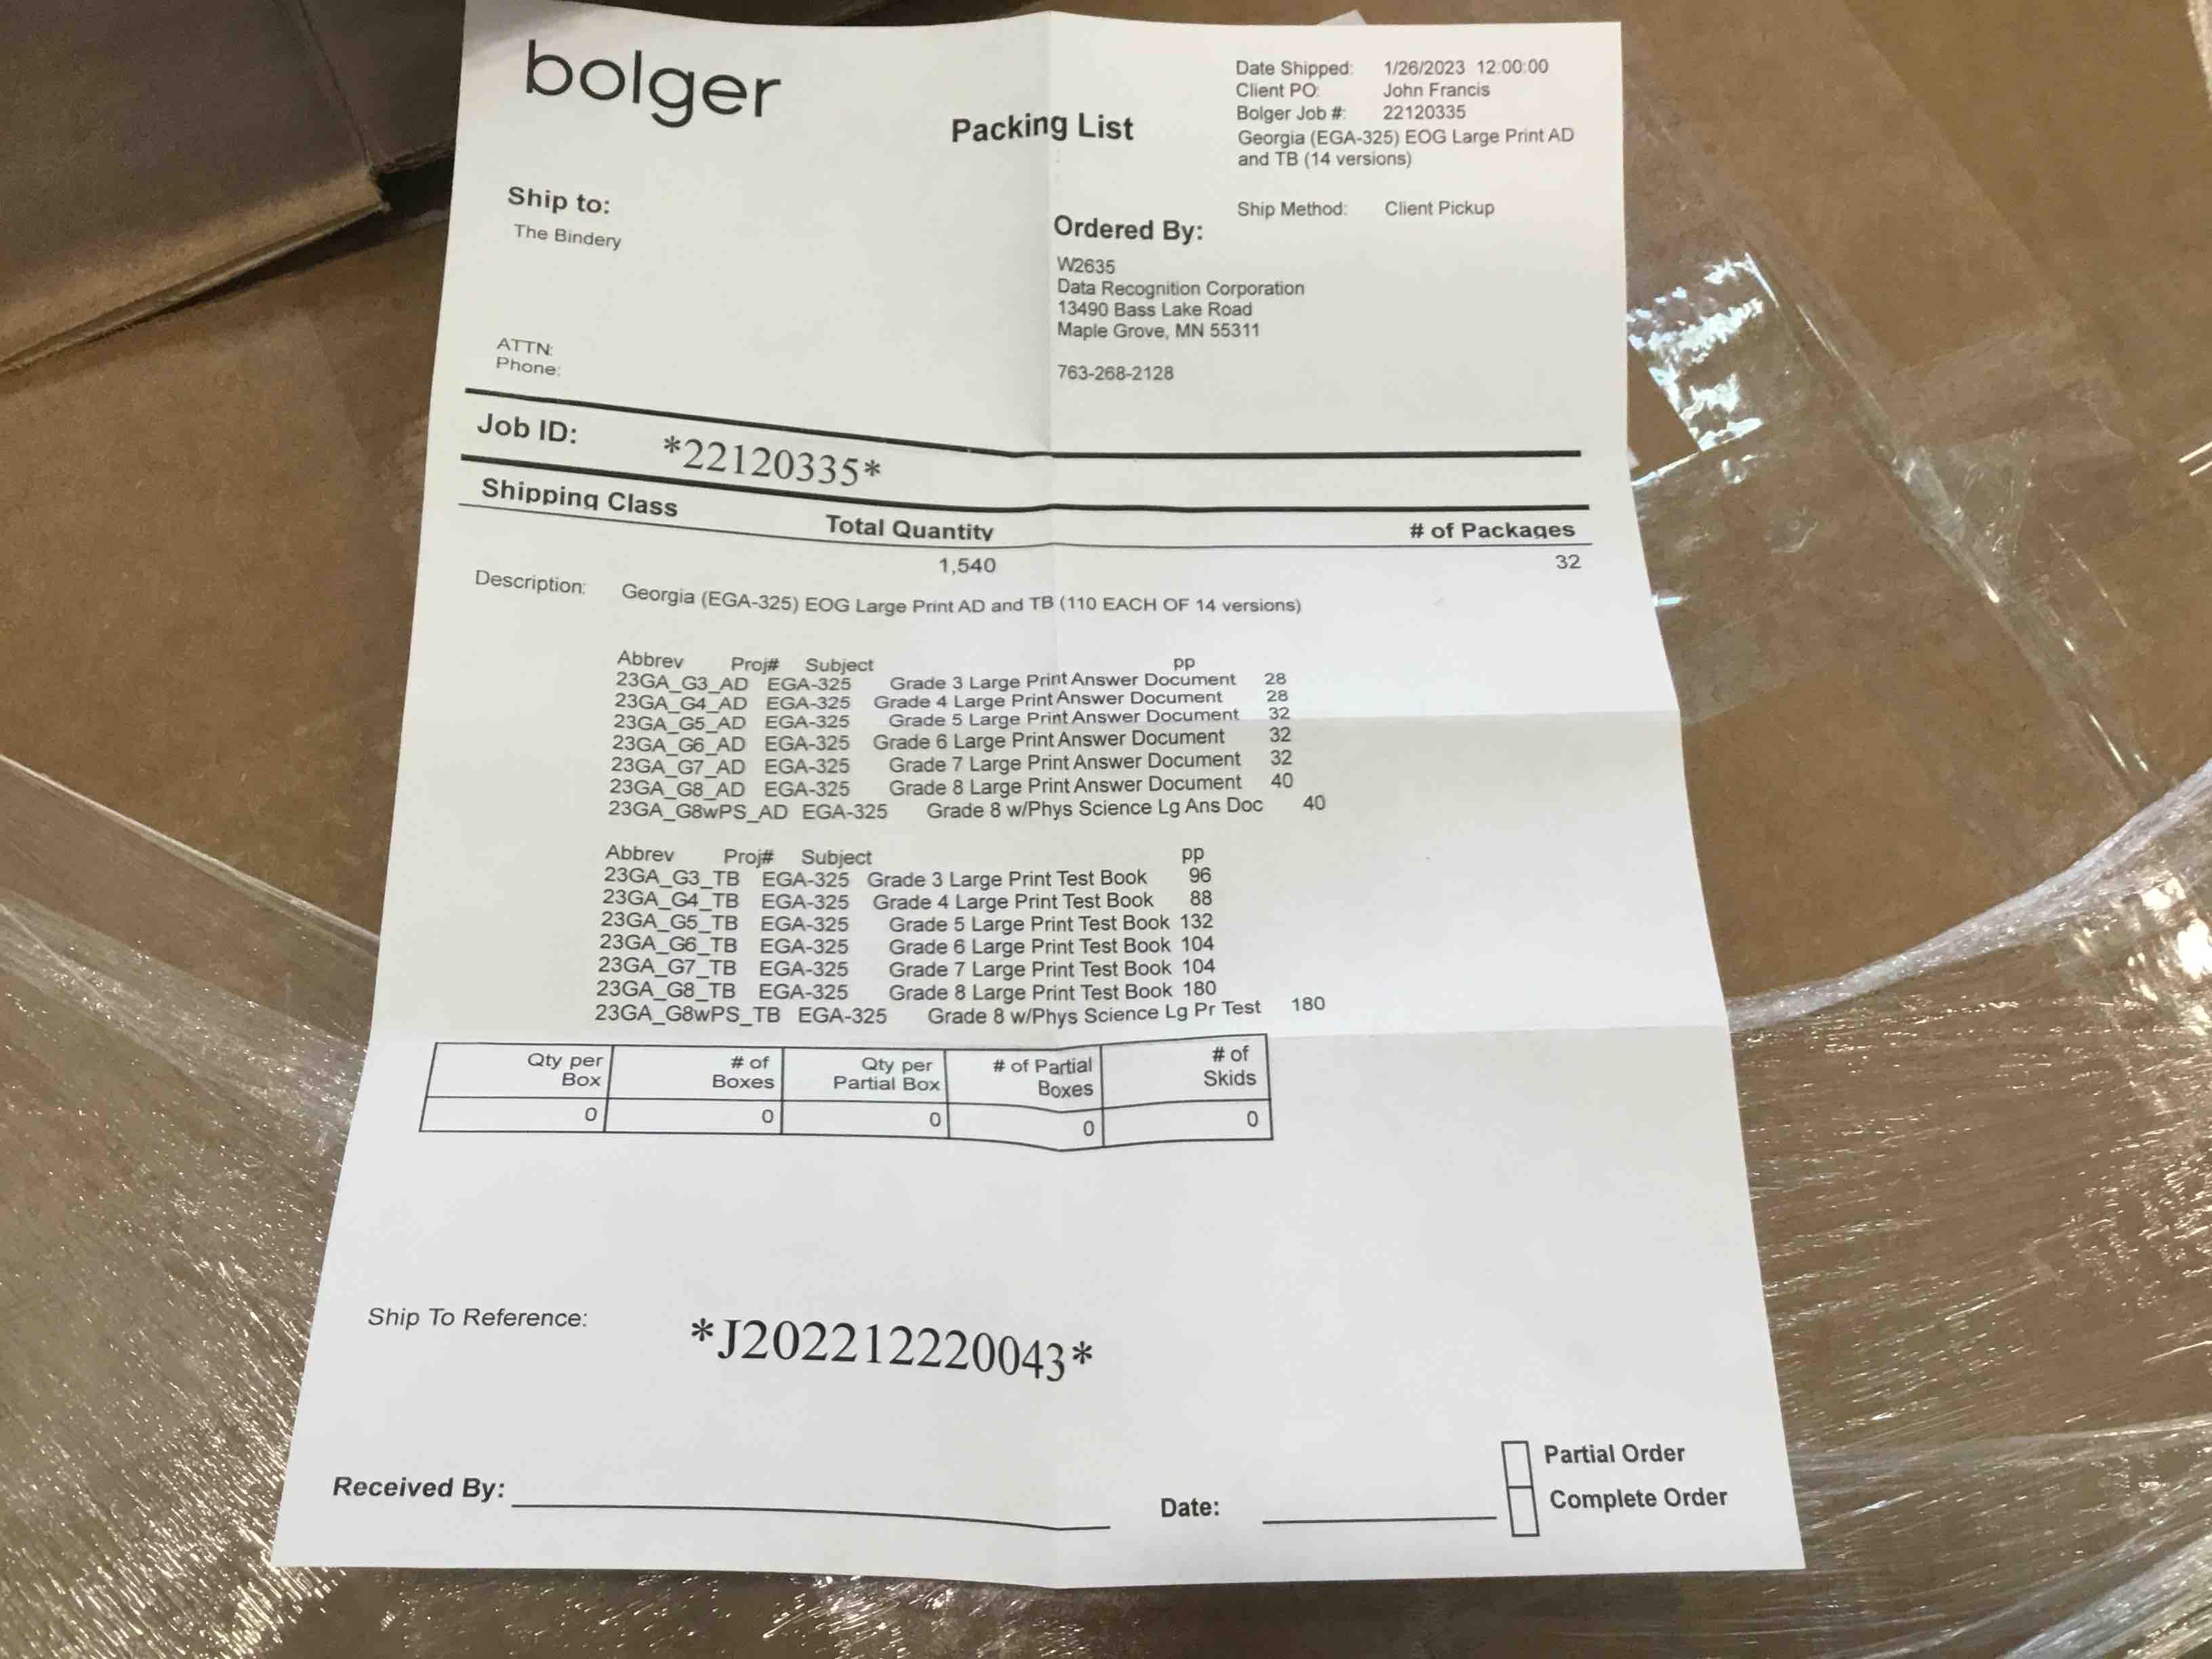 bolger
Packing List
Date Shipped: 1/26/2023 12:00:00
Client PO: John Francis
Bolger Job #: 22120335
Georgia (EGA-325) EOG Large Print AD
and TB (14 versions)
Ship Method: Client Pickup
Ship to:
The Bindery
ATTN:
Phone:
Ordered By:
W2635
Data Recognition Corporation
13490 Bass Lake Road
Maple Grove, MN 55311
763-268-2128
Job ID: *22120335*
Shipping Class Total Quantity # of Packages
1,540 32
Description: Georgia (EGA-325) EOG Large Print AD and TB (110 EACH OF 14 versions)
Abbrev Proj# Subject pp
23GA_G3_AD EGA-325 Grade 3 Large Print Answer Document 28
23GA_G4_AD EGA-325 Grade 4 Large Print Answer Document 28
23GA_G5_AD EGA-325 Grade 5 Large Print Answer Document 32
23GA_G6_AD EGA-325 Grade 6 Large Print Answer Document 32
23GA_G7_AD EGA-325 Grade 7 Large Print Answer Document 32
23GA_G8_AD EGA-325 Grade 8 Large Print Answer Document 40
23GA_G8wPS_AD EGA-325 Grade 8 w/Phys Science Lg Ans Doc 40
Abbrev Proj# Subject pp
23GA_G3_TB EGA-325 Grade 3 Large Print Test Book 96
23GA_G4_TB EGA-325 Grade 4 Large Print Test Book 88
23GA_G5_TB EGA-325 Grade 5 Large Print Test Book 132
23GA_G6_TB EGA-325 Grade 6 Large Print Test Book 104
23GA_G7_TB EGA-325 Grade 7 Large Print Test Book 104
23GA_G8_TB EGA-325 Grade 8 Large Print Test Book 180
23GA_G8wPS_TB EGA-325 Grade 8 w/Phys Science Lg Pr Test 180
Qty per Box # of Boxes Qty per Partial Box # of Partial Boxes # of Skids
0 0 0 0 0
Ship To Reference: *J202212220043*
Received By: Date:
Partial Order
Complete Order